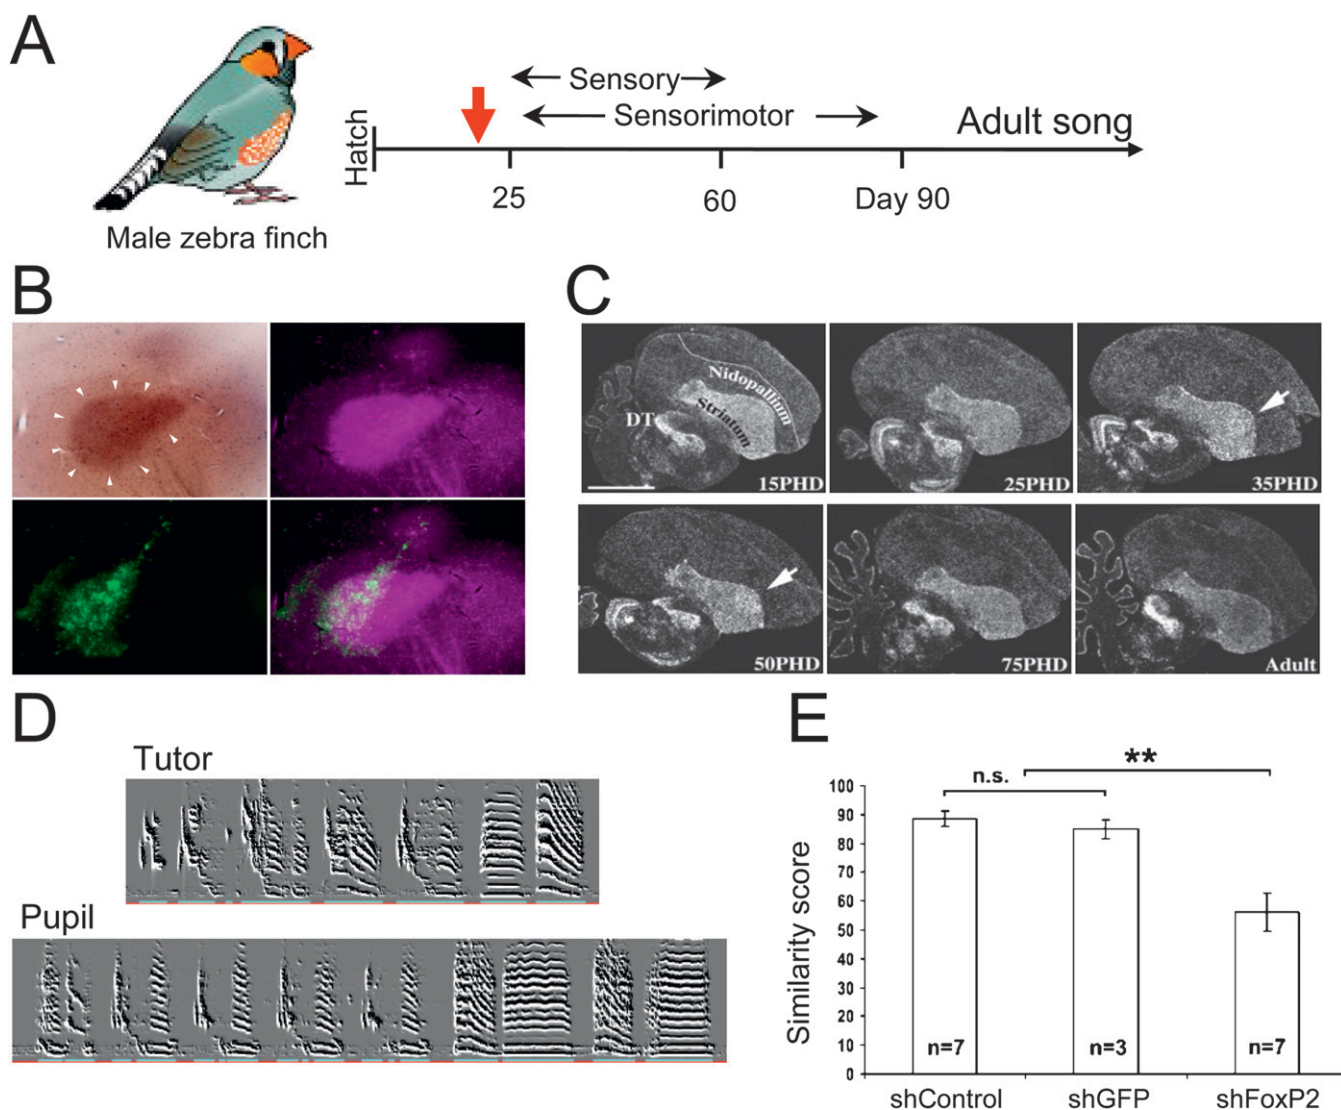 A
Male zebra finch
Hatch
Sensory
Sensorimotor
Adult song
25
60
Day 90
B
C
Nidopallium
Striatum
DT
15PHD
25PHD
35PHD
50PHD
75PHD
Adult
D
Tutor
Pupil
E
Similarity score
100
90
80
70
60
50
40
30
20
10
0
n.s.
**
n=7
n=3
n=7
shControl
shGFP
shFoxP2